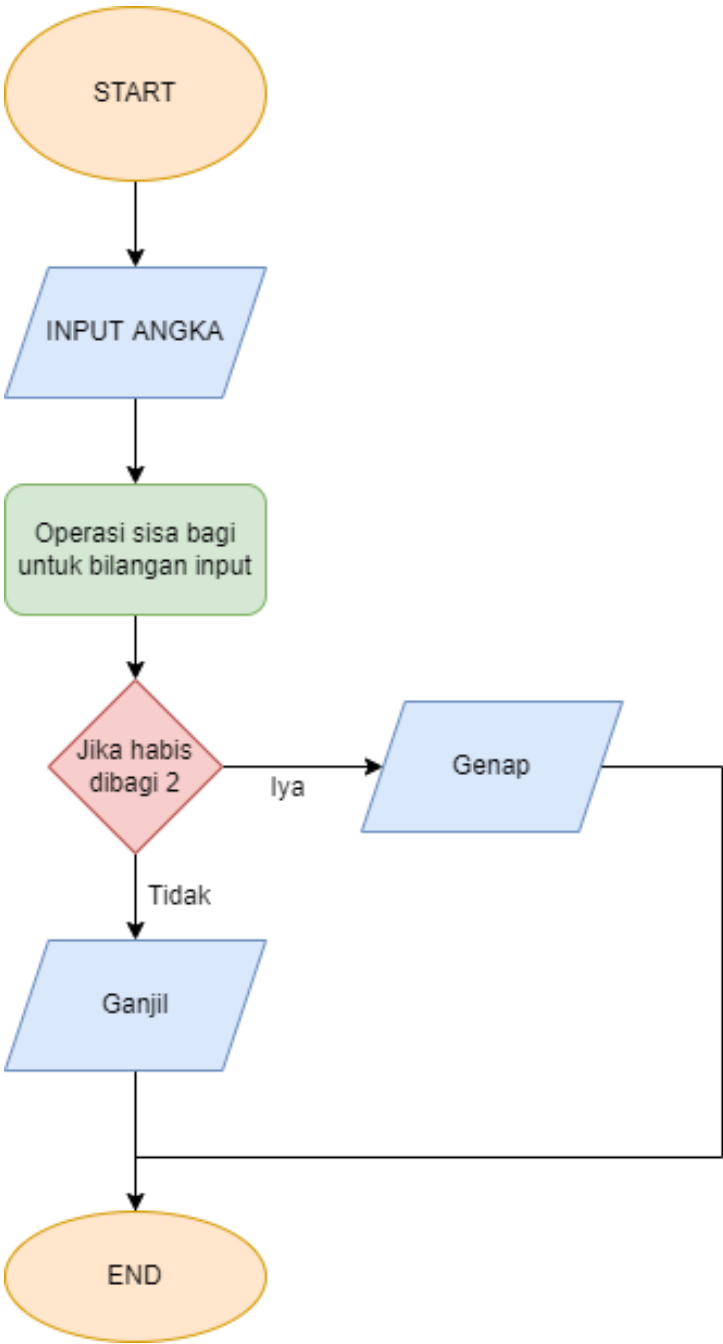 START
INPUT ANGKA
Operasi sisa bagi
untuk bilangan input
Jika habis
dibagi 2
Iya
Genap
Tidak
Ganjil
END